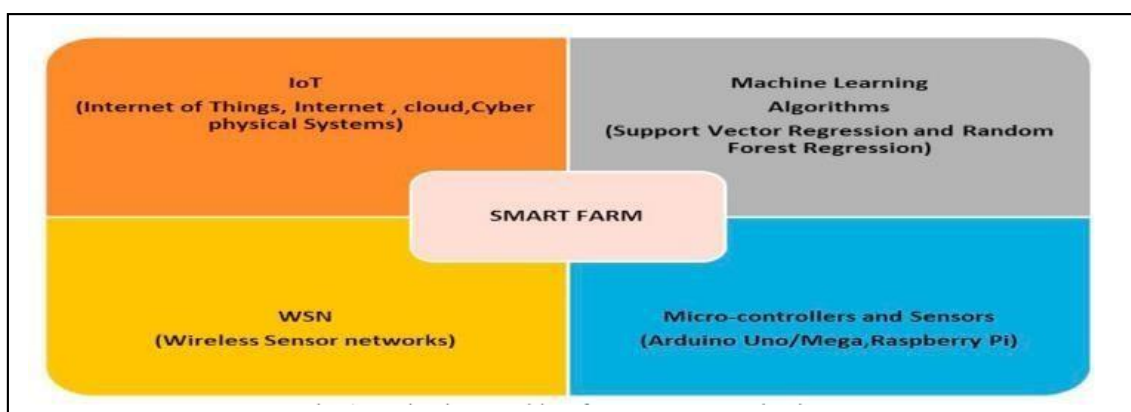 IoT
(Internet of Things, Internet , cloud,Cyber
physical Systems)
Machine Learning
Algorithms
(Support Vector Regression and Random
Forest Regression)
SMART FARM
WSN
(Wireless Sensor networks)
Micro-controllers and Sensors
(Arduino Uno/Mega,Raspberry Pi)